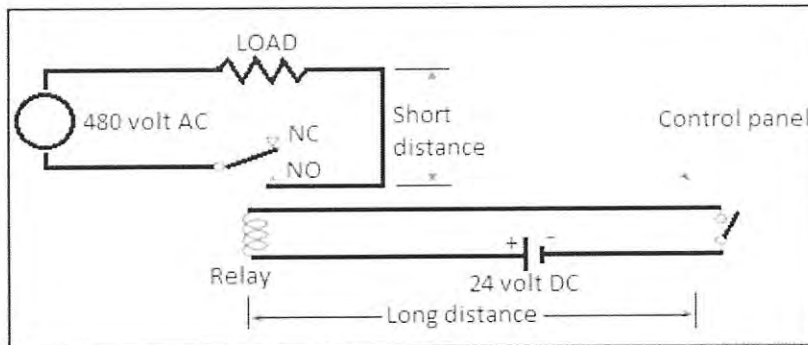 LOAD
480 volt AC
NC
NO
Short
distance
Control panel
+ -
Relay
24 volt DC
Long distance